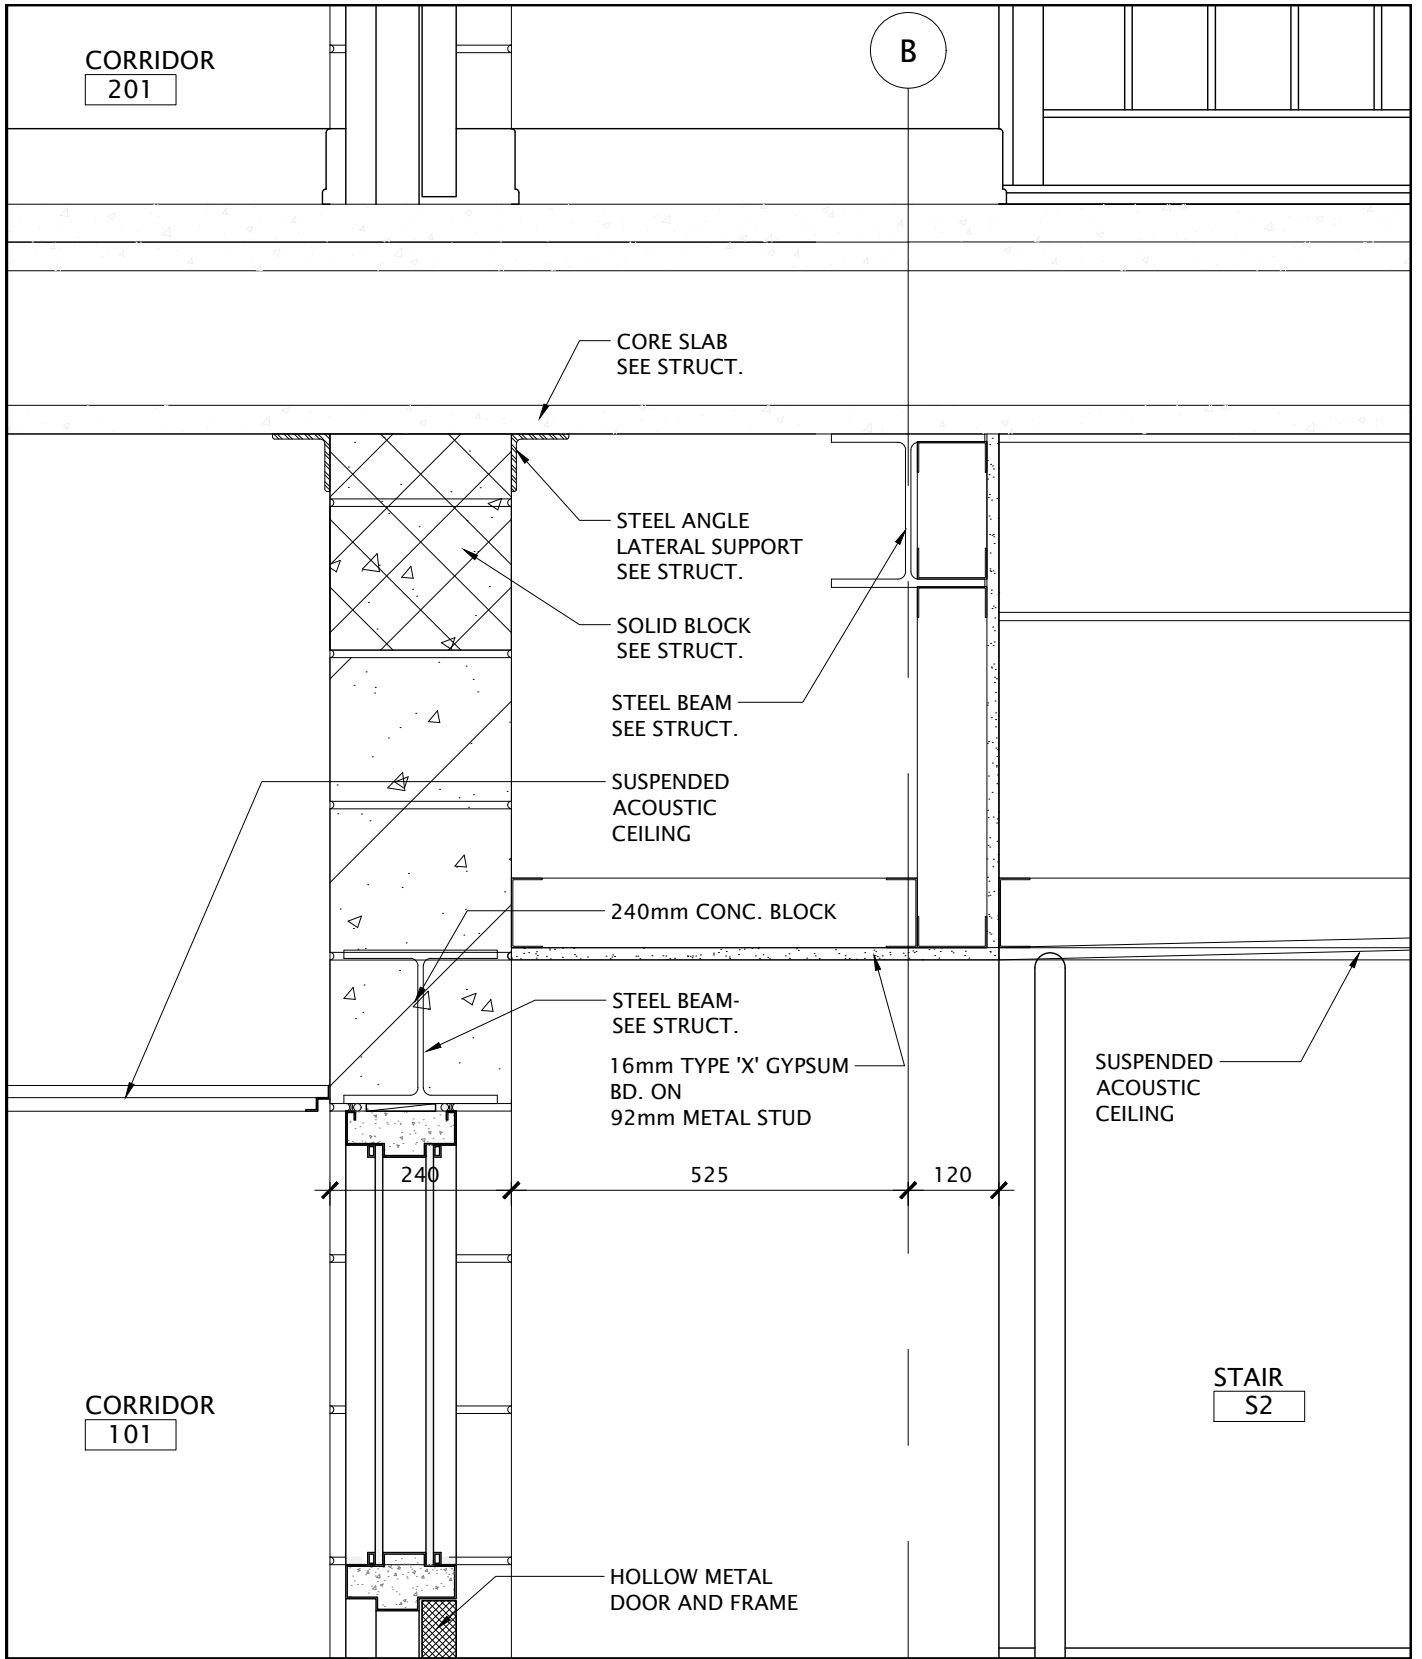 CORRIDOR
201
B
CORE SLAB
SEE STRUCT.
STEEL ANGLE
LATERAL SUPPORT
SEE STRUCT.
SOLID BLOCK
SEE STRUCT.
STEEL BEAM
SEE STRUCT.
SUSPENDED
ACOUSTIC
CEILING
240mm CONC. BLOCK
STEEL BEAM-
SEE STRUCT.
16mm TYPE 'X' GYPSUM
BD. ON
92mm METAL STUD
SUSPENDED
ACOUSTIC
CEILING
240
525
120
CORRIDOR
101
STAIR
S2
HOLLOW METAL
DOOR AND FRAME